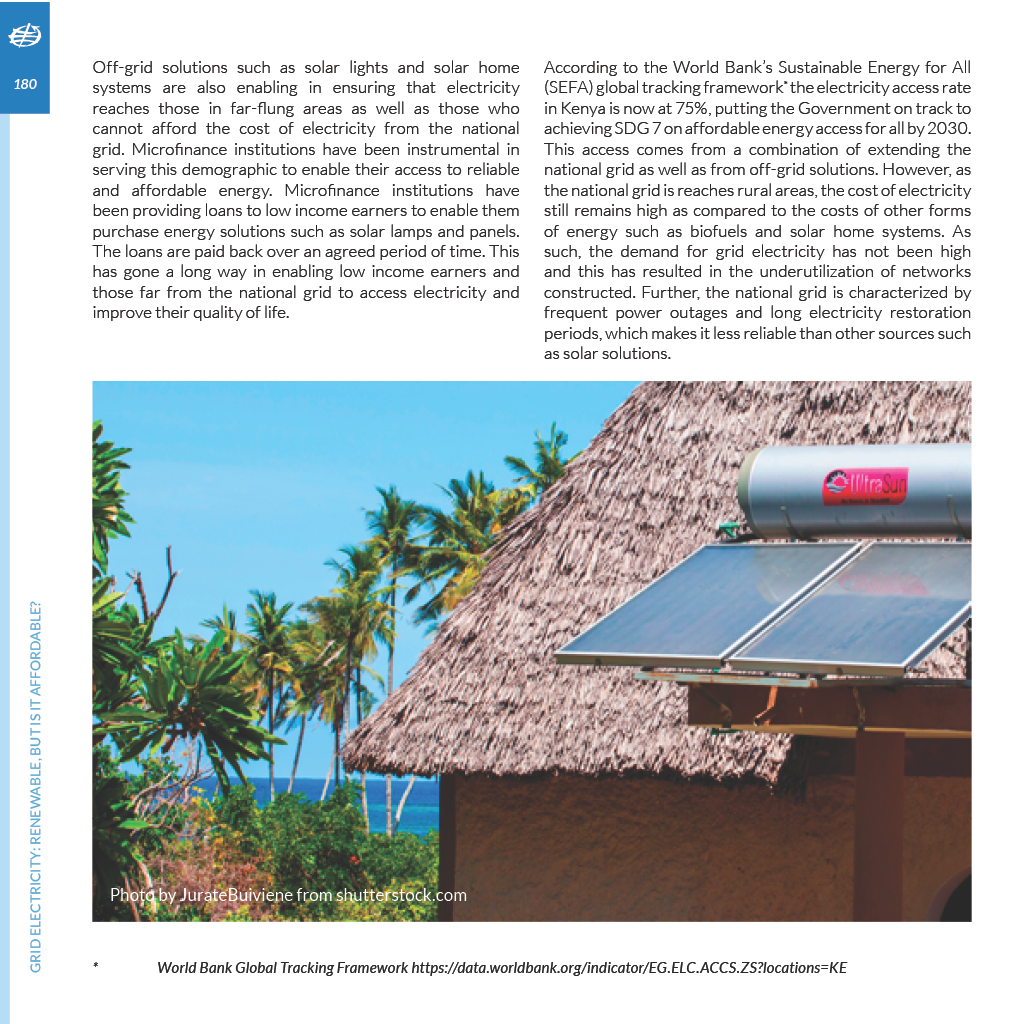 180
Off-grid solutions such as solar lights and solar home
systems are also enabling in ensuring that electricity
reaches those in far-flung areas as well as those who
cannot afford the cost of electricity from the national
grid. Microfinance institutions have been instrumental in
serving this demographic to enable their access to reliable
and affordable energy. Microfinance institutions have
been providing loans to low income earners to enable them
purchase energy solutions such as solar lamps and panels.
The loans are paid back over an agreed period of time. This
has gone a long way in enabling low income earners and
those far from the national grid to access electricity and
improve their quality of life.
According to the World Bank's Sustainable Energy for All
(SEFA) global tracking framework* the electricity access rate
in Kenya is now at 75%, putting the Government on track to
achieving SDG 7 on affordable energy access for all by 2030.
This access comes from a combination of extending the
national grid as well as from off-grid solutions. However, as
the national grid is reaches rural areas, the cost of electricity
still remains high as compared to the costs of other forms
of energy such as biofuels and solar home systems. As
such, the demand for grid electricity has not been high
and this has resulted in the underutilization of networks
constructed. Further, the national grid is characterized by
frequent power outages and long electricity restoration
periods, which makes it less reliable than other sources such
as solar solutions.
UltraSun
Photo by JurateBuiviene from shutterstock.com
GRID ELECTRICITY: RENEWABLE, BUT IS IT AFFORDABLE?
* World Bank Global Tracking Framework https://data.worldbank.org/indicator/EG.ELC.ACCS.ZS?locations=KE